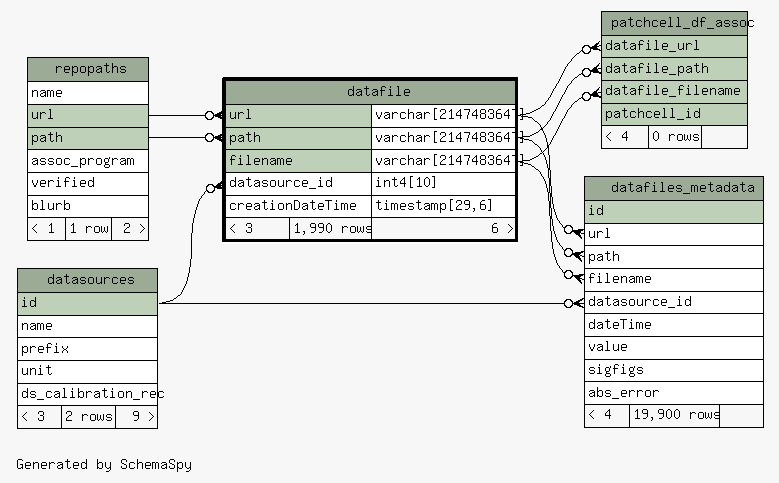 patchcell_df_assoc
datafile_url
datafile_path
datafile_filename
patchcell_id
< 4 0 rows
repopaths
name
url
path
assoc_program
verified
blurb
< 1 1 row 2 >
datafile
url varchar[2147483647]
path varchar[2147483647]
filename varchar[2147483647]
datasource_id int4[10]
creationDateTime timestamp[29,6]
< 3 1,990 rows 6 >
datafiles_metadata
id
url
path
filename
datasource_id
dateTime
value
sigfigs
abs_error
< 4 19,900 rows
datasources
id
name
prefix
unit
ds_calibration_rec
< 3 2 rows 9 >
Generated by SchemaSpy